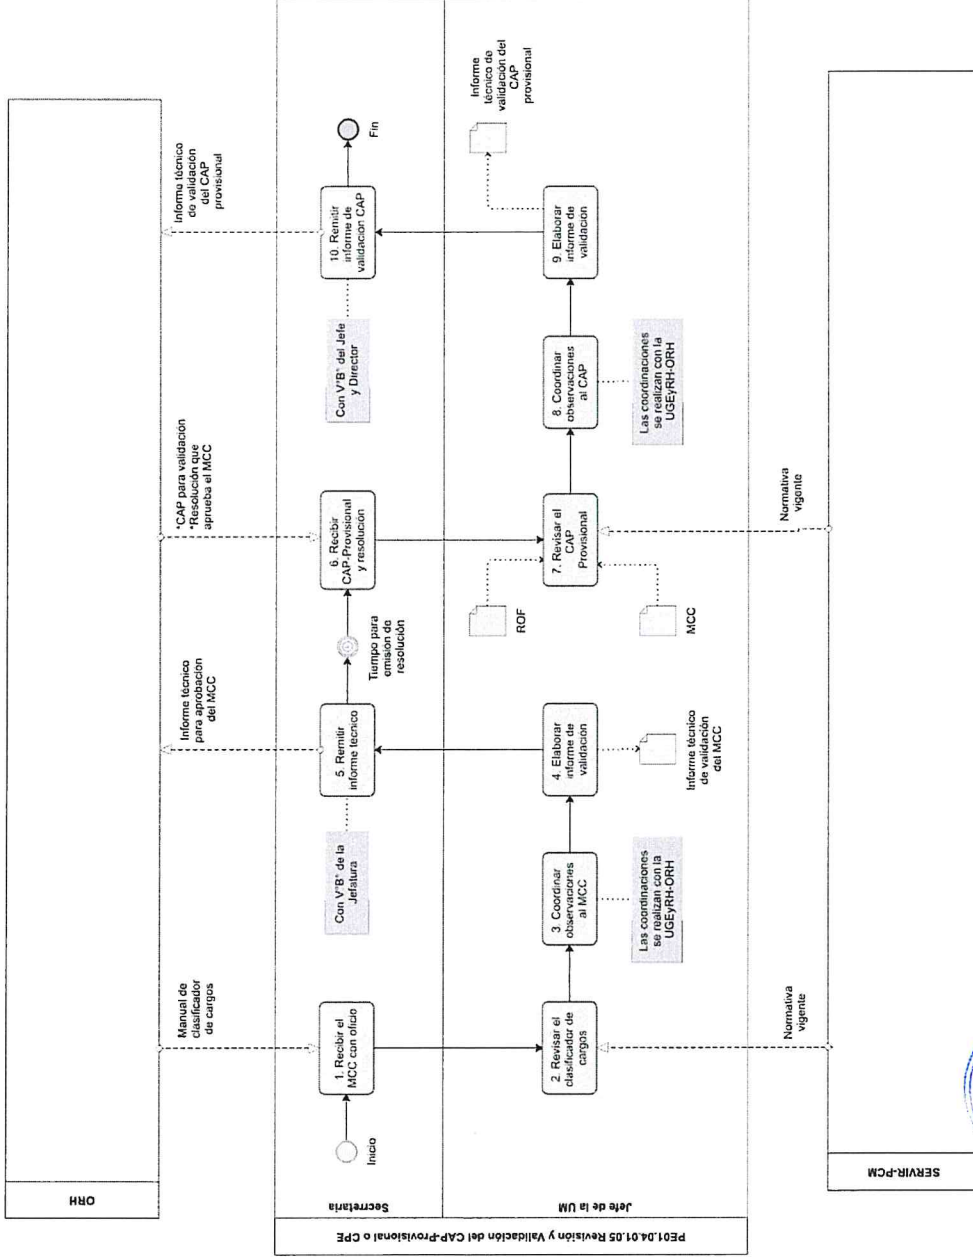 PE01.04.01.05 Revisión y Validación del CAP-Provisional o CPE
ORH
Secretaria
Jefe de la UM
SERVIR-PCM
Manual de
clasificador
de cargos
Informe técnico
para aprobación
del MCC
*CAP para validación
*Resolución que
aprueba el MCC
Informe técnico
de validación
del CAP
provisional
Inicio
1. Recibir el
MCC con oficio
Con V°B° de la
Jefatura
5. Remitir
informe técnico
Tiempo para
emisión de
resolución
6. Recibir
CAP-Provisional
y resolución
Con V°B° del Jefe
y Director
10. Remitir
informe de
validación CAP
Fin
2. Revisar el
clasificador de
cargos
3. Coordinar
observaciones
al MCC
Las coordinaciones
se realizan con la
UGEyRH-ORH
4. Elaborar
informe de
validación
Informe técnico
de validación
del MCC
ROF
MCC
7. Revisar el
CAP
Provisional
8. Coordinar
observaciones
al CAP
Las coordinaciones
se realizan con la
UGEyRH-ORH
9. Elaborar
informe de
validación
Informe
técnico de
validación del
CAP
provisional
Normativa
vigente
Normativa
vigente